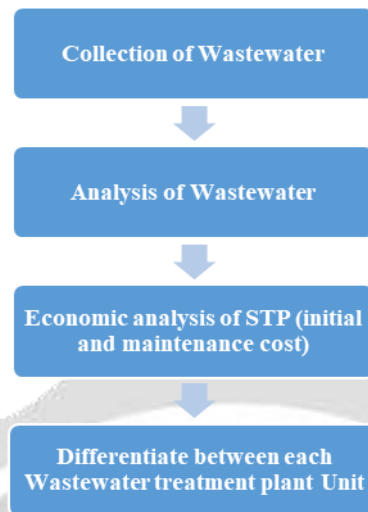 Collection of Wastewater
Analysis of Wastewater
Economic analysis of STP (initial
and maintenance cost)
Differentiate between each
Wastewater treatment plant Unit